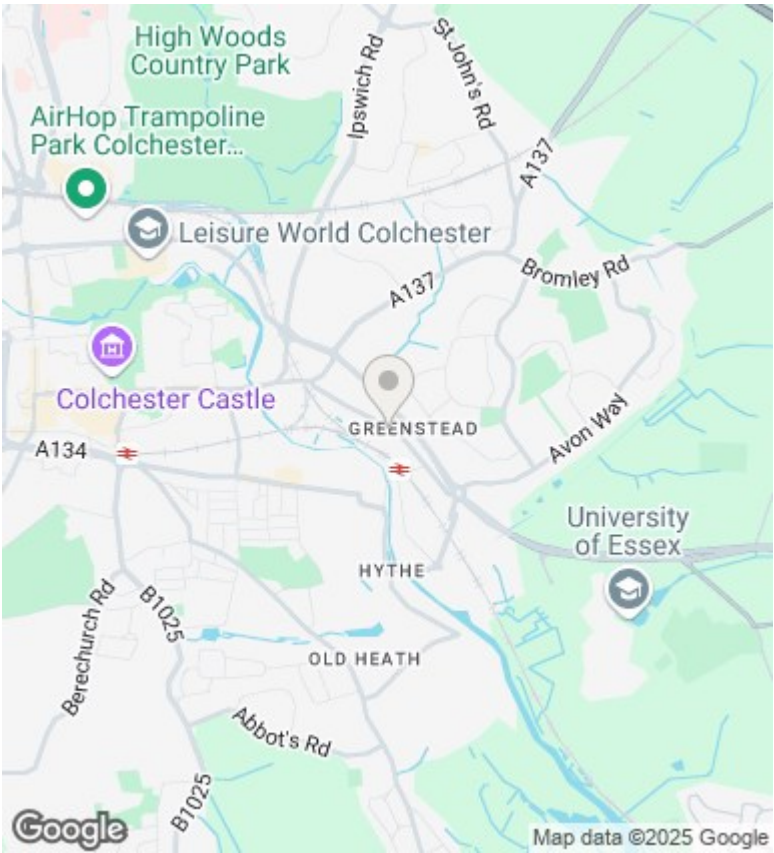 High Woods
Country Park
Ipswich Rd
St John's Rd
AirHop Trampoline
Park Colchester...
A137
Leisure World Colchester
Bromley Rd
A137
Colchester Castle
GREENSTEAD
Avon Way
A134
University
of Essex
HYTHE
Berechurch Rd
B1025
OLD HEATH
Abbot's Rd
B1025
Google
Map data ©2025 Google